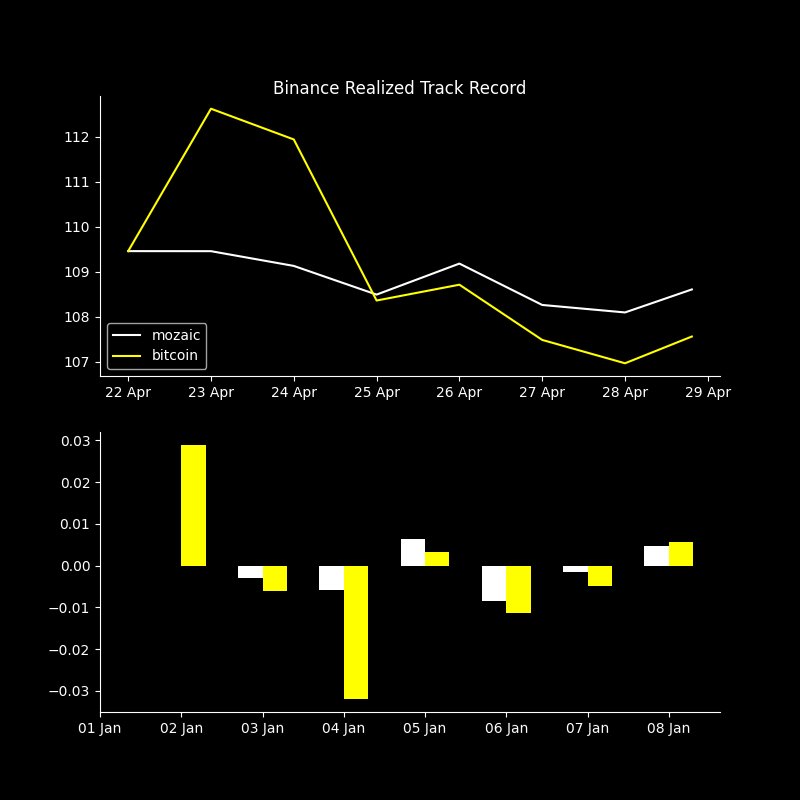 Binance Realized Track Record
112
111
110
109
108
107
mozaic
bitcoin
22 Apr 23 Apr 24 Apr 25 Apr 26 Apr 27 Apr 28 Apr 29 Apr
0.03
0.02
0.01
0.00
−0.01
−0.02
−0.03
01 Jan 02 Jan 03 Jan 04 Jan 05 Jan 06 Jan 07 Jan 08 Jan